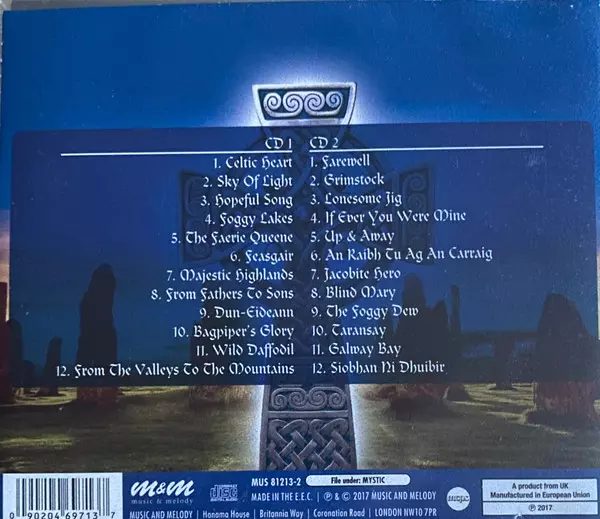 CD 1
1. Celtic Heart
2. Sky Of Light
3. Hopeful Song
4. Foggy Lakes
5. The Faerie Queene
6. Feasgair
7. Majestic Highlands
8. From Fathers To Sons
9. Dun-Eideann
10. Bagpiper's Glory
11. Wild Daffodil
12. From The Valleys To The Mountains
CD 2
1. Farewell
2. Grimstock
3. Lonesome Jig
4. If Ever You Were Mine
5. Up & Away
6. An Raibh Tu Ag An Carraig
7. Jacobite Hero
8. Blind Mary
9. The Foggy Dew
10. Taransay
11. Galway Bay
12. Siobhan Ni Dhuibir
0 90204 69713 7
m&m
music & melody
COMPACT
disc
DIGITAL AUDIO
MUS 81213-2
File under: MYSTIC
MADE IN THE E.E.C. ℗ & © 2017 MUSIC AND MELODY
MUSIC AND MELODY Hanama House Britannia Way Coronation Road LONDON NW10 7PR
mcps
A product from UK
Manufactured in European Union
℗ 2017